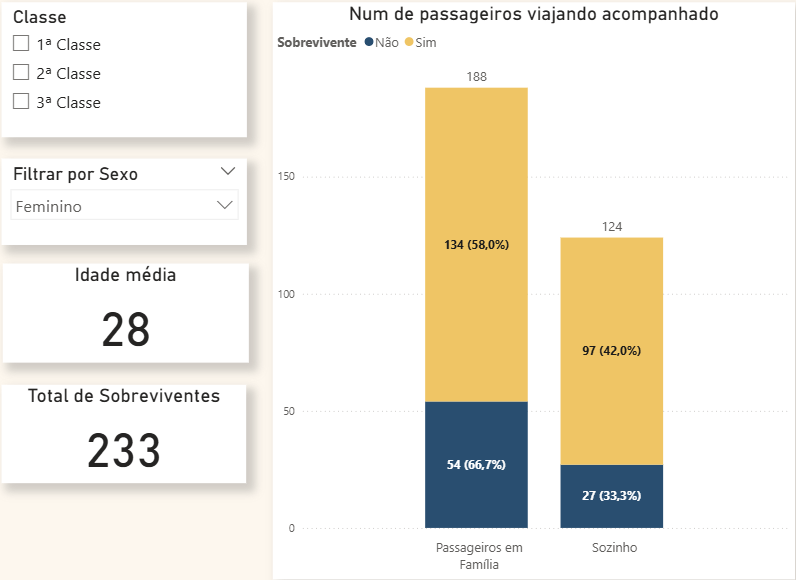 Classe
1ª Classe
2ª Classe
3ª Classe
Filtrar por Sexo
Feminino
Idade média
28
Total de Sobreviventes
233
Num de passageiros viajando acompanhado
Sobrevivente Não Sim
188
150
124
134 (58,0%)
100
97 (42,0%)
50
54 (66,7%)
27 (33,3%)
0
Passageiros em
Família
Sozinho